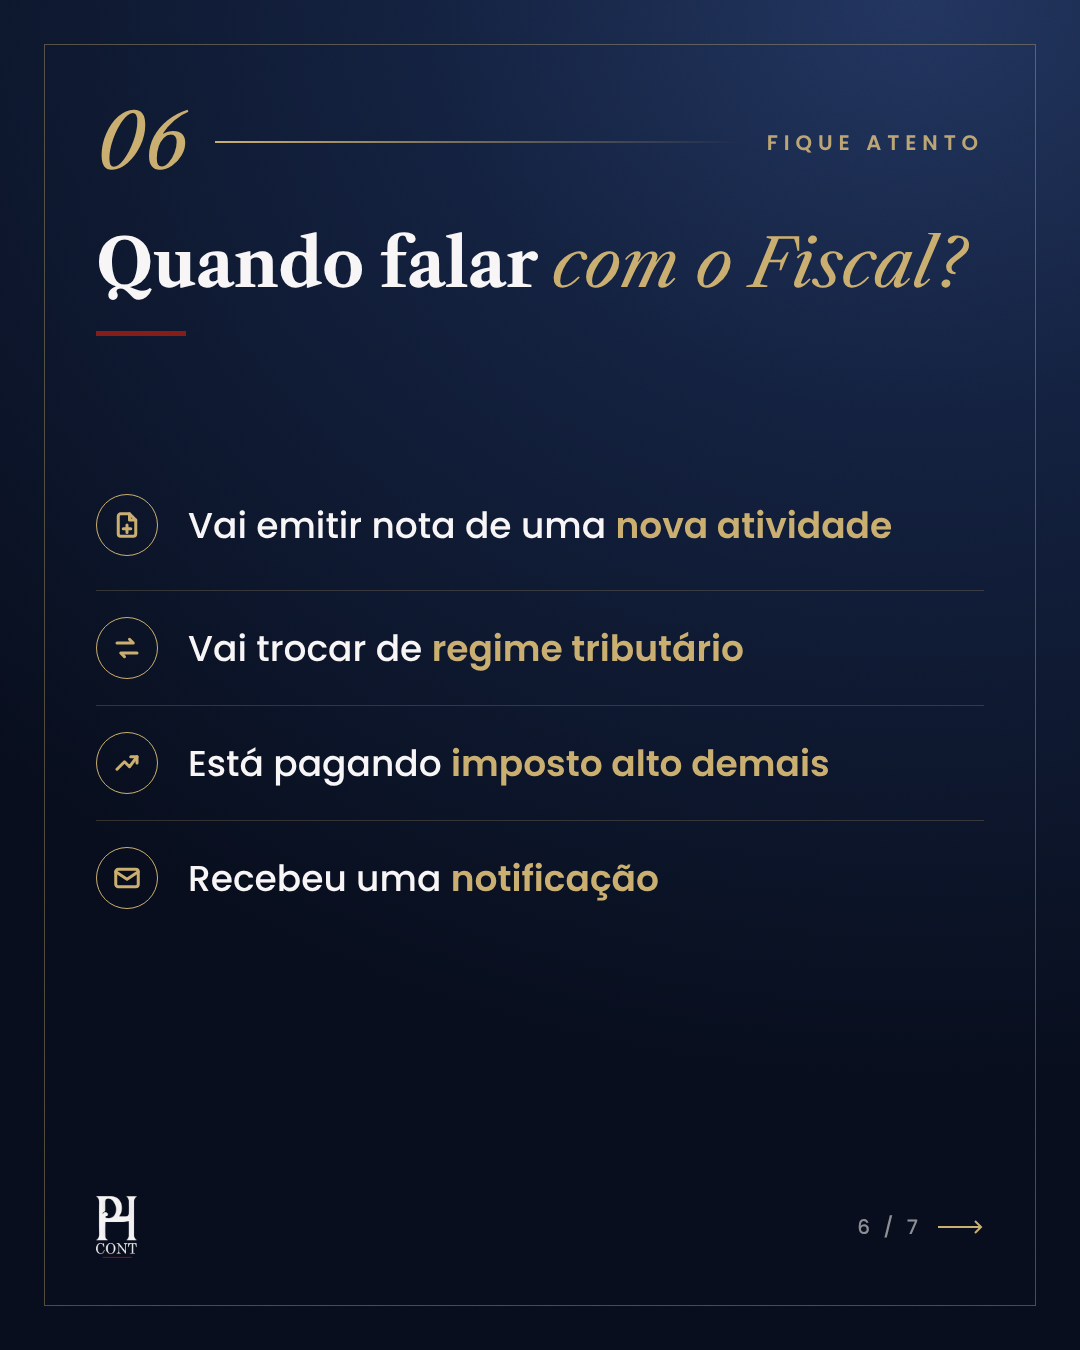 06
FIQUE ATENTO
Quando falar com o Fiscal?
Vai emitir nota de uma nova atividade
Vai trocar de regime tributário
Está pagando imposto alto demais
Recebeu uma notificação
PH
CONT
6 / 7